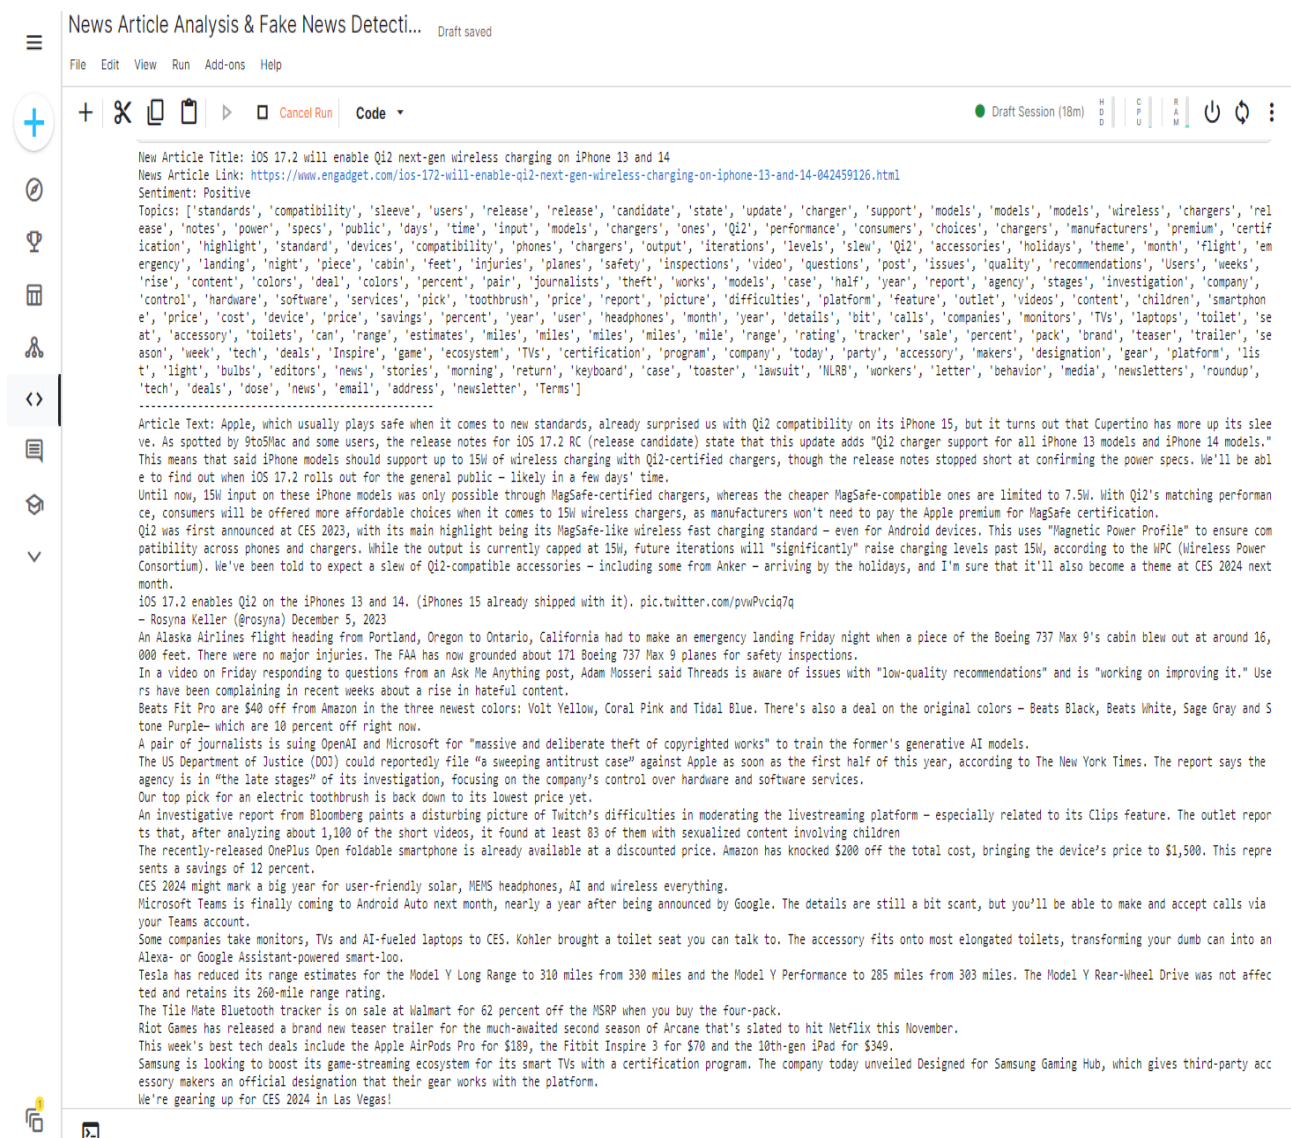 News Article Analysis & Fake News Detecti...
Draft saved
File Edit View Run Add-ons Help
Cancel Run
Code
Draft Session (18m)
HDD
CPU
RAM
New Article Title: iOS 17.2 will enable Qi2 next-gen wireless charging on iPhone 13 and 14
News Article Link: https://www.engadget.com/ios-172-will-enable-qi2-next-gen-wireless-charging-on-iphone-13-and-14-042459126.html
Sentiment: Positive
Topics: ['standards', 'compatibility', 'sleeve', 'users', 'release', 'release', 'candidate', 'state', 'update', 'charger', 'support', 'models', 'models', 'models', 'wireless', 'chargers', 'rel
ease', 'notes', 'power', 'specs', 'public', 'days', 'time', 'input', 'models', 'chargers', 'ones', 'Qi2', 'performance', 'consumers', 'choices', 'chargers', 'manufacturers', 'premium', 'certif
ication', 'highlight', 'standard', 'devices', 'compatibility', 'phones', 'chargers', 'output', 'iterations', 'levels', 'slew', 'Qi2', 'accessories', 'holidays', 'theme', 'month', 'flight', 'em
ergency', 'landing', 'night', 'piece', 'cabin', 'feet', 'injuries', 'planes', 'safety', 'inspections', 'video', 'questions', 'post', 'issues', 'quality', 'recommendations', 'Users', 'weeks',
'rise', 'content', 'colors', 'deal', 'colors', 'percent', 'pair', 'journalists', 'theft', 'works', 'models', 'case', 'half', 'year', 'report', 'agency', 'stages', 'investigation', 'company',
'control', 'hardware', 'software', 'services', 'pick', 'toothbrush', 'price', 'report', 'picture', 'difficulties', 'platform', 'feature', 'outlet', 'videos', 'content', 'children', 'smartphon
e', 'price', 'cost', 'device', 'price', 'savings', 'percent', 'year', 'user', 'headphones', 'month', 'year', 'details', 'bit', 'calls', 'companies', 'monitors', 'TVs', 'laptops', 'toilet', 'se
at', 'accessory', 'toilets', 'can', 'range', 'estimates', 'miles', 'miles', 'miles', 'miles', 'mile', 'range', 'rating', 'tracker', 'sale', 'percent', 'pack', 'brand', 'teaser', 'trailer', 'se
ason', 'week', 'tech', 'deals', 'Inspire', 'game', 'ecosystem', 'TVs', 'certification', 'program', 'company', 'today', 'party', 'accessory', 'makers', 'designation', 'gear', 'platform', 'lis
t', 'light', 'bulbs', 'editors', 'news', 'stories', 'morning', 'return', 'keyboard', 'case', 'toaster', 'lawsuit', 'NLRB', 'workers', 'letter', 'behavior', 'media', 'newsletters', 'roundup',
'tech', 'deals', 'dose', 'news', 'email', 'address', 'newsletter', 'Terms']
--------------------------------------------------
Article Text: Apple, which usually plays safe when it comes to new standards, already surprised us with Qi2 compatibility on its iPhone 15, but it turns out that Cupertino has more up its slee
ve. As spotted by 9to5Mac and some users, the release notes for iOS 17.2 RC (release candidate) state that this update adds "Qi2 charger support for all iPhone 13 models and iPhone 14 models."
This means that said iPhone models should support up to 15W of wireless charging with Qi2-certified chargers, though the release notes stopped short at confirming the power specs. We'll be abl
e to find out when iOS 17.2 rolls out for the general public – likely in a few days' time.
Until now, 15W input on these iPhone models was only possible through MagSafe-certified chargers, whereas the cheaper MagSafe-compatible ones are limited to 7.5W. With Qi2's matching performan
ce, consumers will be offered more affordable choices when it comes to 15W wireless chargers, as manufacturers won't need to pay the Apple premium for MagSafe certification.
Qi2 was first announced at CES 2023, with its main highlight being its MagSafe-like wireless fast charging standard – even for Android devices. This uses "Magnetic Power Profile" to ensure com
patibility across phones and chargers. While the output is currently capped at 15W, future iterations will "significantly" raise charging levels past 15W, according to the WPC (Wireless Power
Consortium). We've been told to expect a slew of Qi2-compatible accessories – including some from Anker – arriving by the holidays, and I'm sure that it'll also become a theme at CES 2024 next
month.
iOS 17.2 enables Qi2 on the iPhones 13 and 14. (iPhones 15 already shipped with it). pic.twitter.com/pvwPvciq7q
— Rosyna Keller (@rosyna) December 5, 2023
An Alaska Airlines flight heading from Portland, Oregon to Ontario, California had to make an emergency landing Friday night when a piece of the Boeing 737 Max 9's cabin blew out at around 16,
000 feet. There were no major injuries. The FAA has now grounded about 171 Boeing 737 Max 9 planes for safety inspections.
In a video on Friday responding to questions from an Ask Me Anything post, Adam Mosseri said Threads is aware of issues with "low-quality recommendations" and is "working on improving it." Use
rs have been complaining in recent weeks about a rise in hateful content.
Beats Fit Pro are $40 off from Amazon in the three newest colors: Volt Yellow, Coral Pink and Tidal Blue. There's also a deal on the original colors – Beats Black, Beats White, Sage Gray and S
tone Purple– which are 10 percent off right now.
A pair of journalists is suing OpenAI and Microsoft for "massive and deliberate theft of copyrighted works" to train the former's generative AI models.
The US Department of Justice (DOJ) could reportedly file “a sweeping antitrust case” against Apple as soon as the first half of this year, according to The New York Times. The report says the
agency is in “the late stages” of its investigation, focusing on the company’s control over hardware and software services.
Our top pick for an electric toothbrush is back down to its lowest price yet.
An investigative report from Bloomberg paints a disturbing picture of Twitch’s difficulties in moderating the livestreaming platform – especially related to its Clips feature. The outlet repor
ts that, after analyzing about 1,100 of the short videos, it found at least 83 of them with sexualized content involving children
The recently-released OnePlus Open foldable smartphone is already available at a discounted price. Amazon has knocked $200 off the total cost, bringing the device’s price to $1,500. This repre
sents a savings of 12 percent.
CES 2024 might mark a big year for user-friendly solar, MEMS headphones, AI and wireless everything.
Microsoft Teams is finally coming to Android Auto next month, nearly a year after being announced by Google. The details are still a bit scant, but you’ll be able to make and accept calls via
your Teams account.
Some companies take monitors, TVs and AI-fueled laptops to CES. Kohler brought a toilet seat you can talk to. The accessory fits onto most elongated toilets, transforming your dumb can into an
Alexa- or Google Assistant-powered smart-loo.
Tesla has reduced its range estimates for the Model Y Long Range to 310 miles from 330 miles and the Model Y Performance to 285 miles from 303 miles. The Model Y Rear-Wheel Drive was not affec
ted and retains its 260-mile range rating.
The Tile Mate Bluetooth tracker is on sale at Walmart for 62 percent off the MSRP when you buy the four-pack.
Riot Games has released a brand new teaser trailer for the much-awaited second season of Arcane that's slated to hit Netflix this November.
This week's best tech deals include the Apple AirPods Pro for $189, the Fitbit Inspire 3 for $70 and the 10th-gen iPad for $349.
Samsung is looking to boost its game-streaming ecosystem for its smart TVs with a certification program. The company today unveiled Designed for Samsung Gaming Hub, which gives third-party acc
essory makers an official designation that their gear works with the platform.
We're gearing up for CES 2024 in Las Vegas!
1